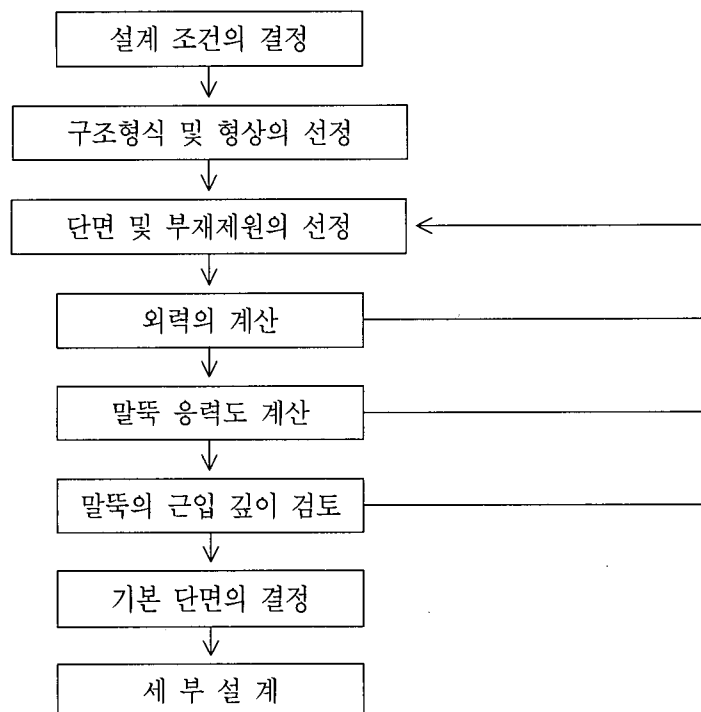 설계 조건의 결정
구조형식 및 형상의 선정
단면 및 부재제원의 선정
외력의 계산
말뚝 응력도 계산
말뚝의 근입 깊이 검토
기본 단면의 결정
세 부 설 계